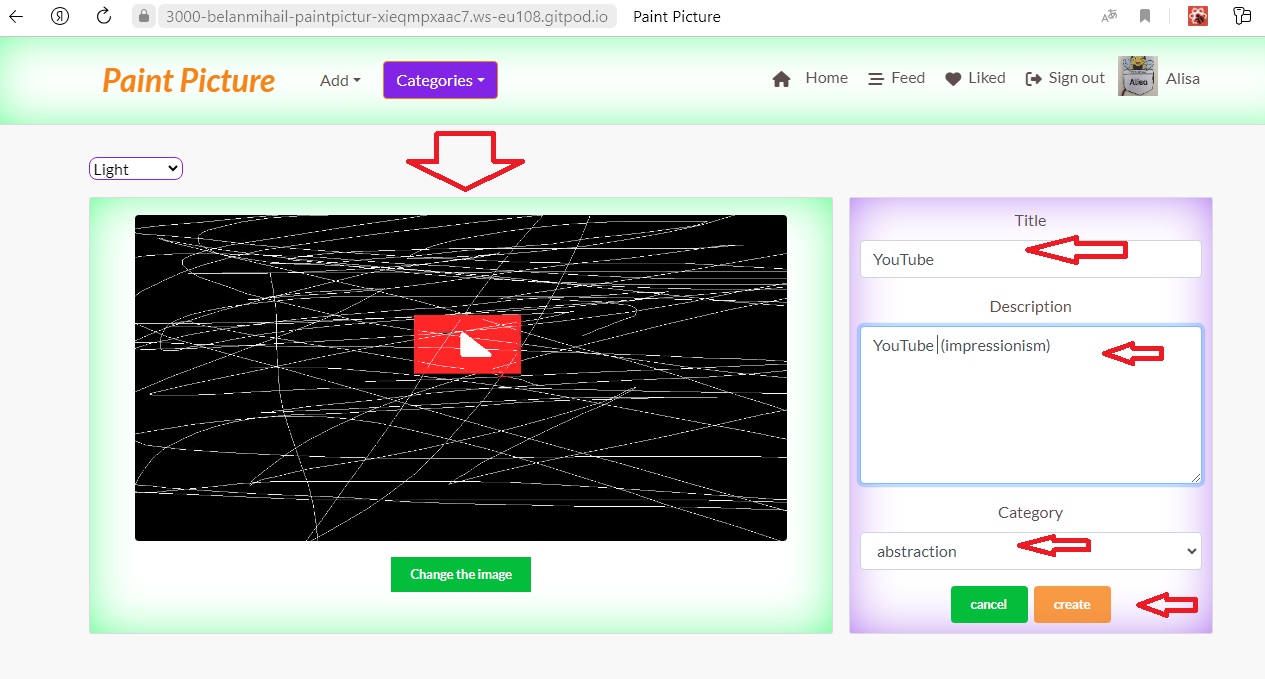 3000-belanmihail-paintpictur-xieqmpxaac7.ws-eu108.gitpod.io Paint Picture
Paint Picture Add Categories Home Feed Liked Sign out Alisa Alisa
Light
Title
YouTube
Description
YouTube (impressionism)
Category
abstraction
Change the image
cancel create